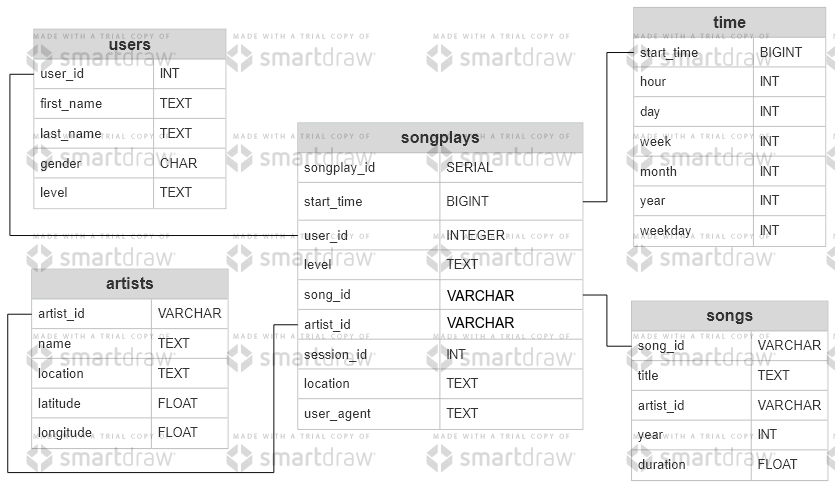 users
user_id INT
first_name TEXT
last_name TEXT
gender CHAR
level TEXT
artists
artist_id VARCHAR
name TEXT
location TEXT
latitude FLOAT
longitude FLOAT
songplays
songplay_id SERIAL
start_time BIGINT
user_id INTEGER
level TEXT
song_id VARCHAR
artist_id VARCHAR
session_id INT
location TEXT
user_agent TEXT
time
start_time BIGINT
hour INT
day INT
week INT
month INT
year INT
weekday INT
songs
song_id VARCHAR
title TEXT
artist_id VARCHAR
year INT
duration FLOAT
MADE WITH A TRIAL COPY OF
smartdraw